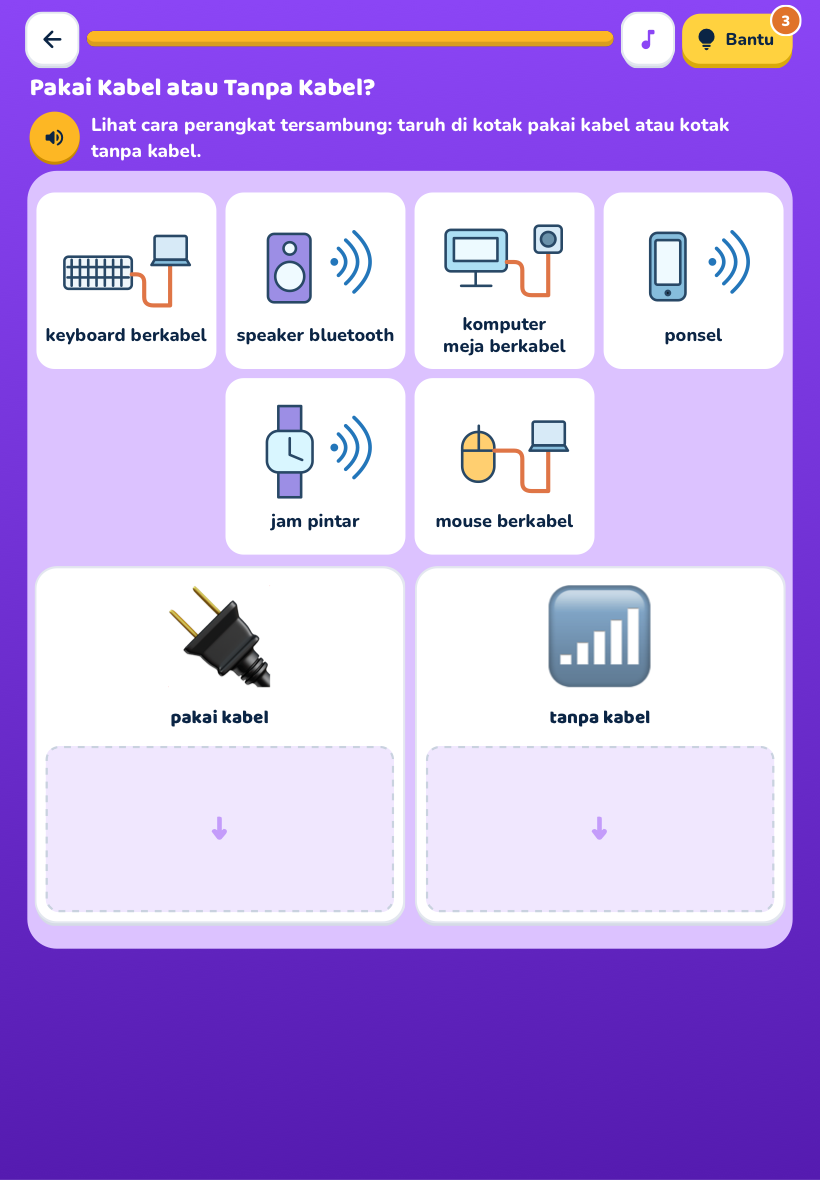 3
Bantu
Pakai Kabel atau Tanpa Kabel?
Lihat cara perangkat tersambung: taruh di kotak pakai kabel atau kotak
tanpa kabel.
keyboard berkabel
speaker bluetooth
komputer
meja berkabel
ponsel
jam pintar
mouse berkabel
pakai kabel
tanpa kabel